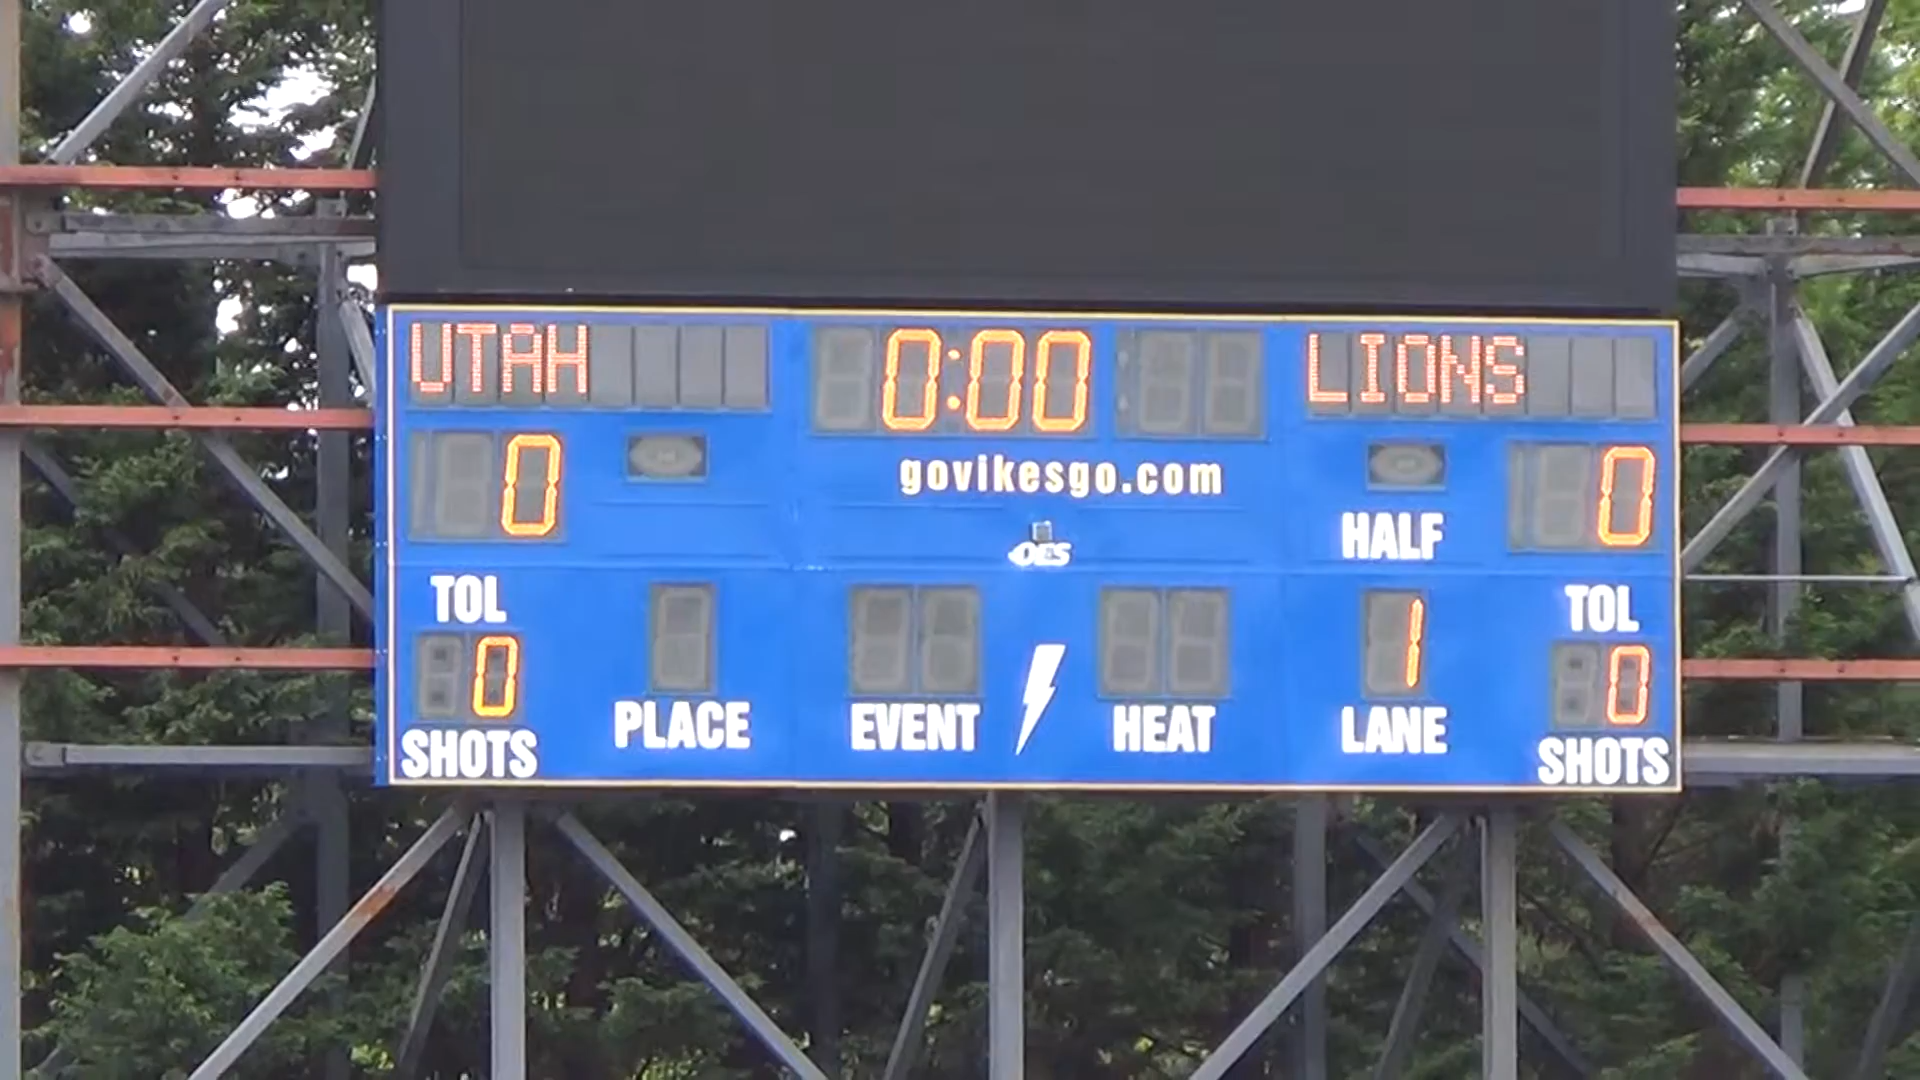 UTAH 0:00 LIONS
0 govikesgo.com 0
OES HALF
TOL TOL
0 1 0
SHOTS PLACE EVENT HEAT LANE SHOTS